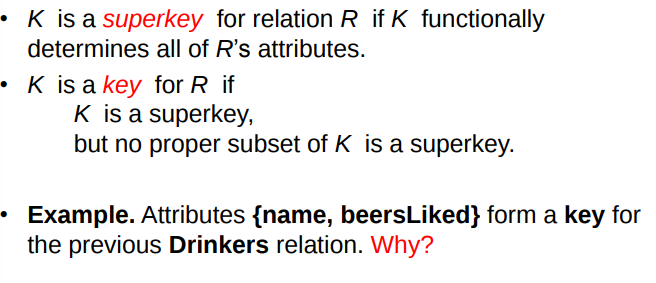 • K is a superkey for relation R if K functionally
determines all of R's attributes.
• K is a key for R if
K is a superkey,
but no proper subset of K is a superkey.
• Example. Attributes {name, beersLiked} form a key for
the previous Drinkers relation. Why?